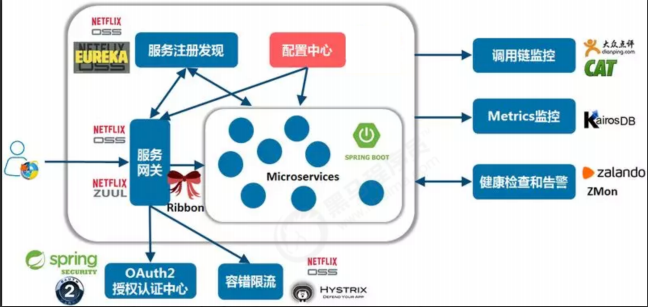 NETFLIX
OSS
NETFLIX
EUREKA
OSS
服务注册发现
配置中心
调用链监控
大众点评
dianping.com
CAT
NETFLIX
OSS
服务
网关
SPRING BOOT
Microservices
Metrics监控
KairosDB
NETFLIX
ZUUL
Ribbon
健康检查和告警
zalando
ZMon
spring
SECURITY
2
OAuth2
授权认证中心
容错限流
NETFLIX
OSS
HYSTRIX
DEFEND YOUR APP